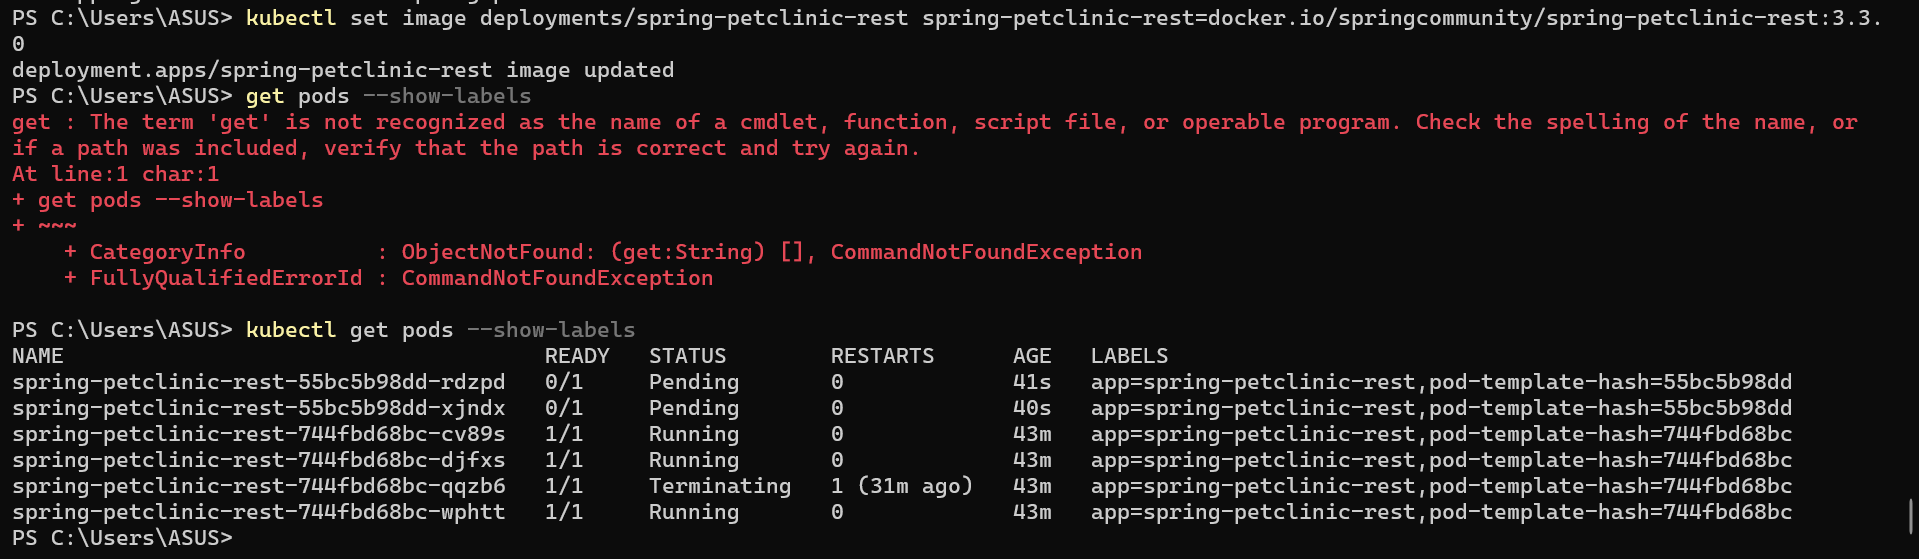 PS C:\Users\ASUS> kubectl set image deployments/spring-petclinic-rest spring-petclinic-rest=docker.io/springcommunity/spring-petclinic-rest:3.3.
0
deployment.apps/spring-petclinic-rest image updated
PS C:\Users\ASUS> get pods --show-labels
get : The term 'get' is not recognized as the name of a cmdlet, function, script file, or operable program. Check the spelling of the name, or
if a path was included, verify that the path is correct and try again.
At line:1 char:1
+ get pods --show-labels
+ ~~~
    + CategoryInfo          : ObjectNotFound: (get:String) [], CommandNotFoundException
    + FullyQualifiedErrorId : CommandNotFoundException

PS C:\Users\ASUS> kubectl get pods --show-labels
NAME                                     READY   STATUS        RESTARTS      AGE   LABELS
spring-petclinic-rest-55bc5b98dd-rdzpd   0/1     Pending       0             41s   app=spring-petclinic-rest,pod-template-hash=55bc5b98dd
spring-petclinic-rest-55bc5b98dd-xjndx   0/1     Pending       0             40s   app=spring-petclinic-rest,pod-template-hash=55bc5b98dd
spring-petclinic-rest-744fbd68bc-cv89s   1/1     Running       0             43m   app=spring-petclinic-rest,pod-template-hash=744fbd68bc
spring-petclinic-rest-744fbd68bc-djfxs   1/1     Running       0             43m   app=spring-petclinic-rest,pod-template-hash=744fbd68bc
spring-petclinic-rest-744fbd68bc-qqzb6   1/1     Terminating   1 (31m ago)   43m   app=spring-petclinic-rest,pod-template-hash=744fbd68bc
spring-petclinic-rest-744fbd68bc-wphtt   1/1     Running       0             43m   app=spring-petclinic-rest,pod-template-hash=744fbd68bc
PS C:\Users\ASUS>